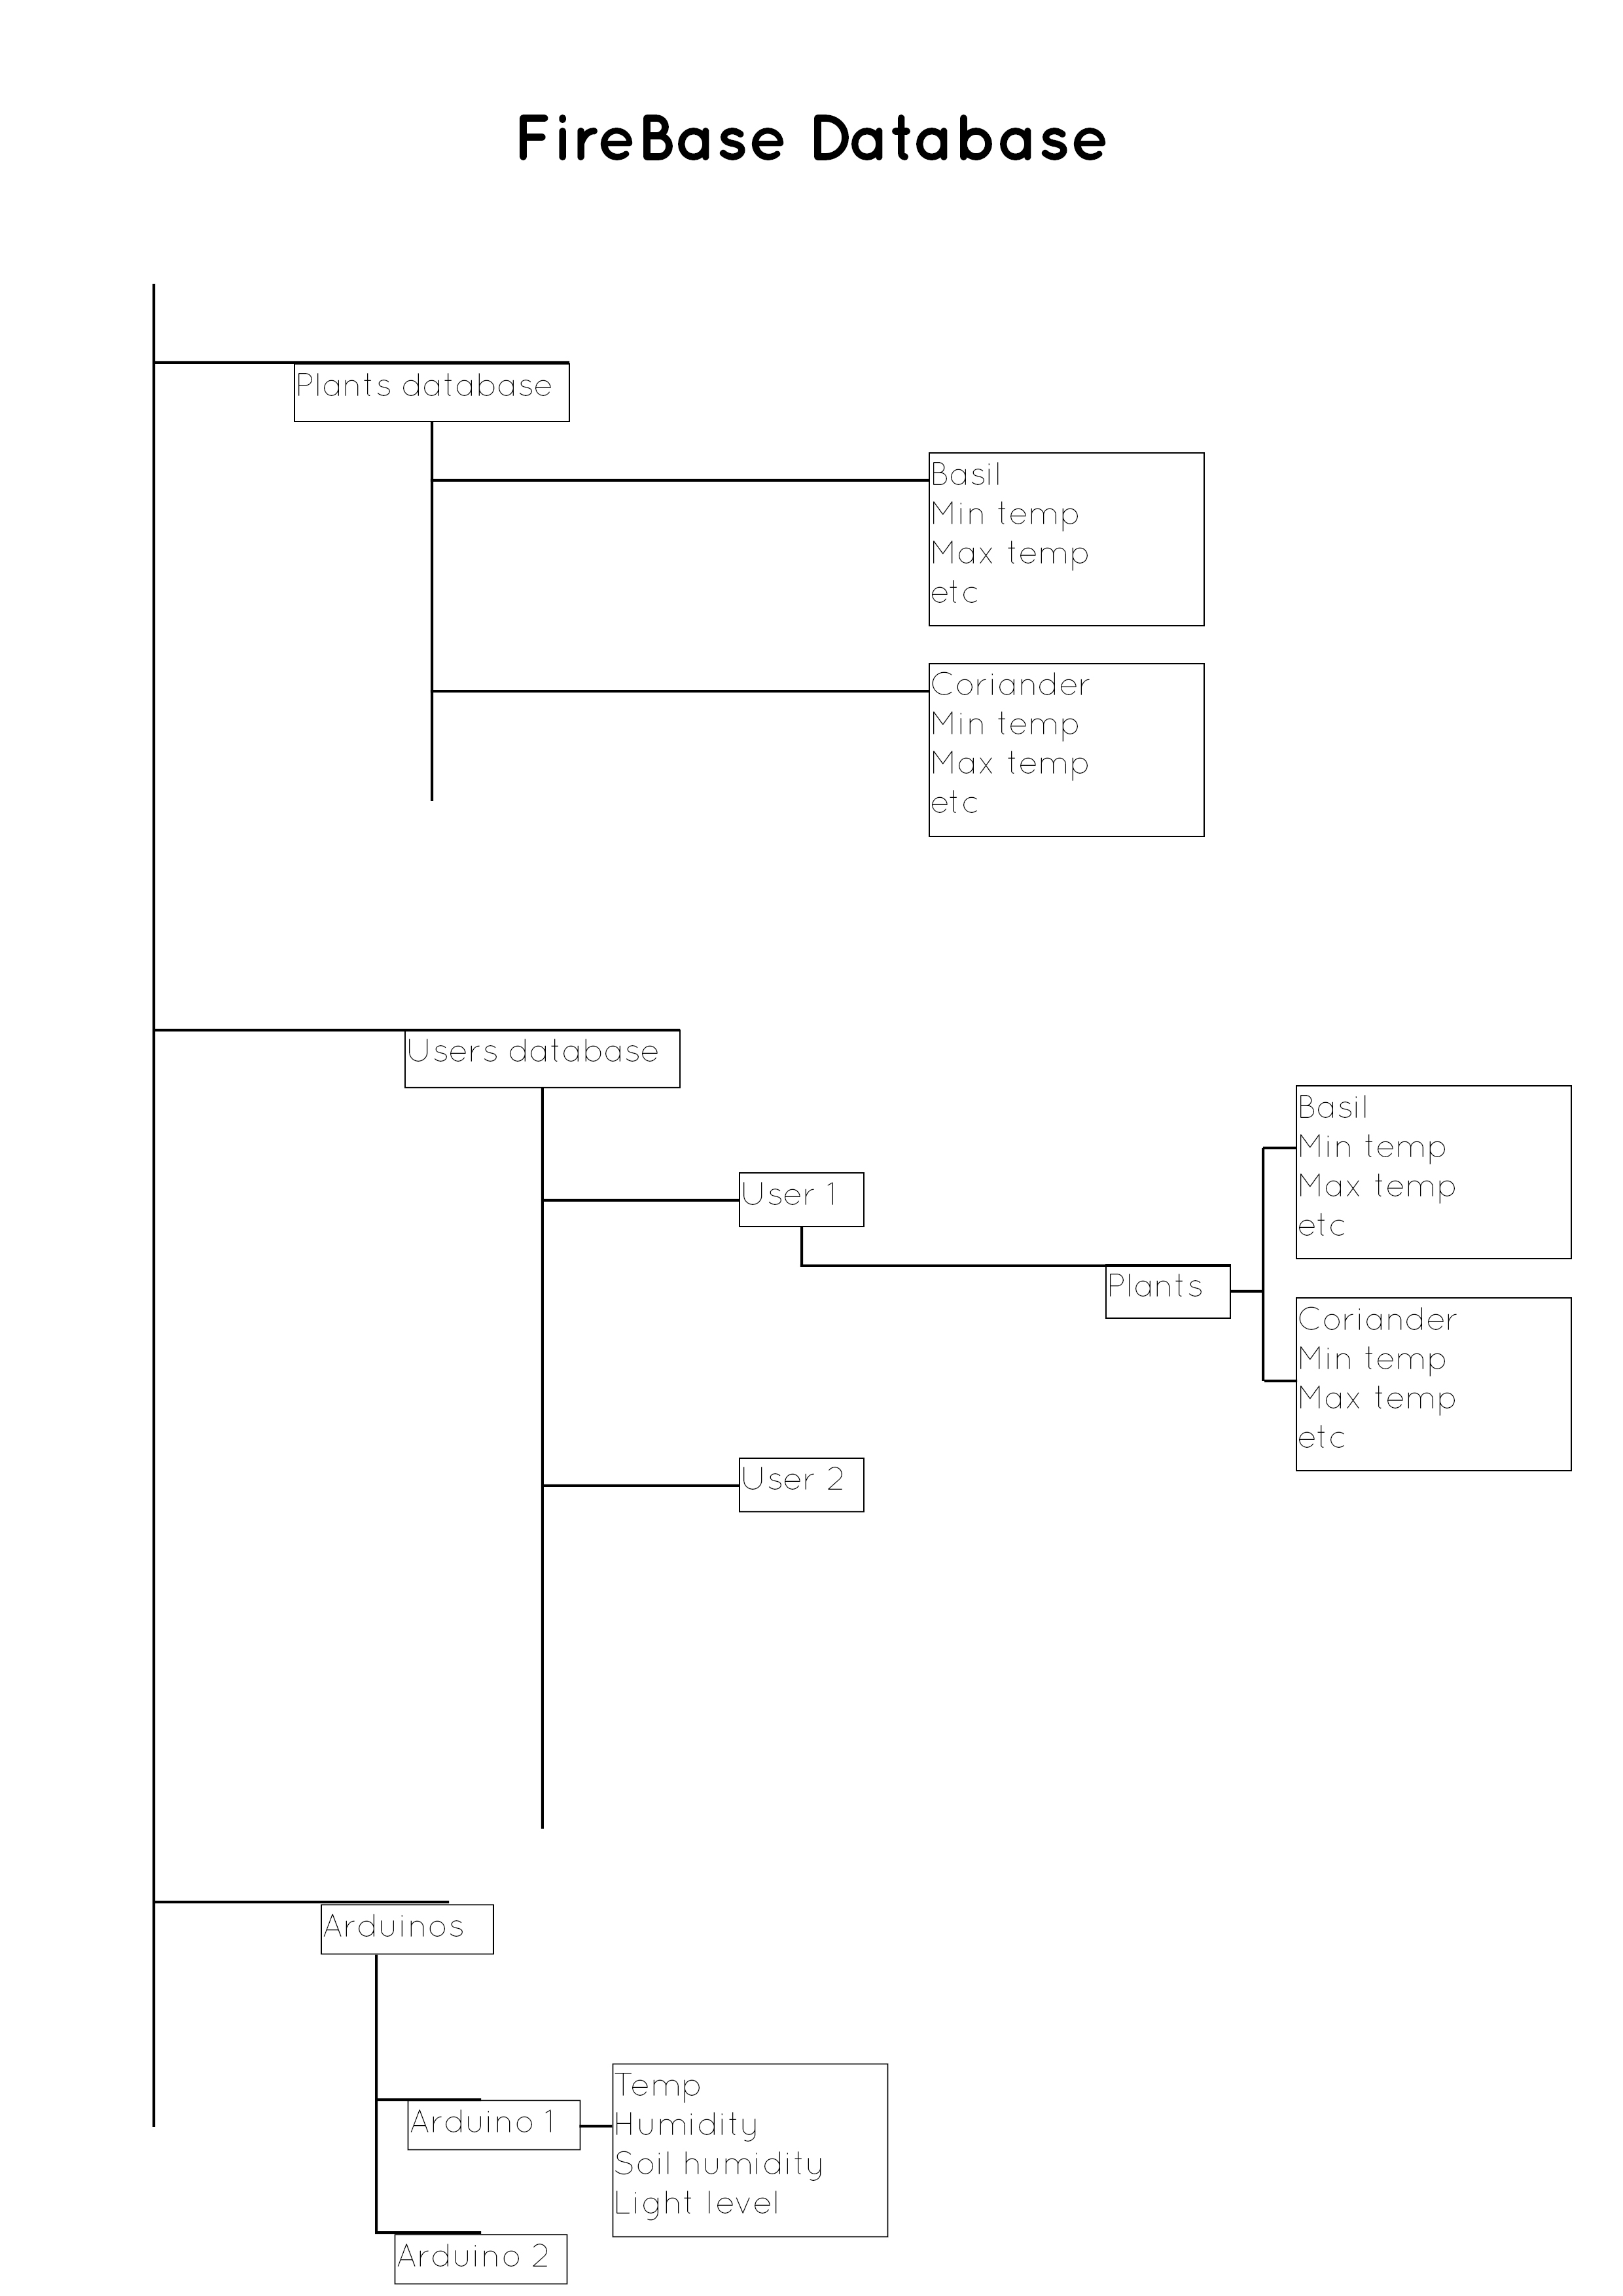 FireBase Database
Plants database
Basil
Min temp
Max temp
etc
Coriander
Min temp
Max temp
etc
Users database
User 1
Plants
Basil
Min temp
Max temp
etc
Coriander
Min temp
Max temp
etc
User 2
Arduinos
Arduino 1
Temp
Humidity
Soil humidity
Light level
Arduino 2